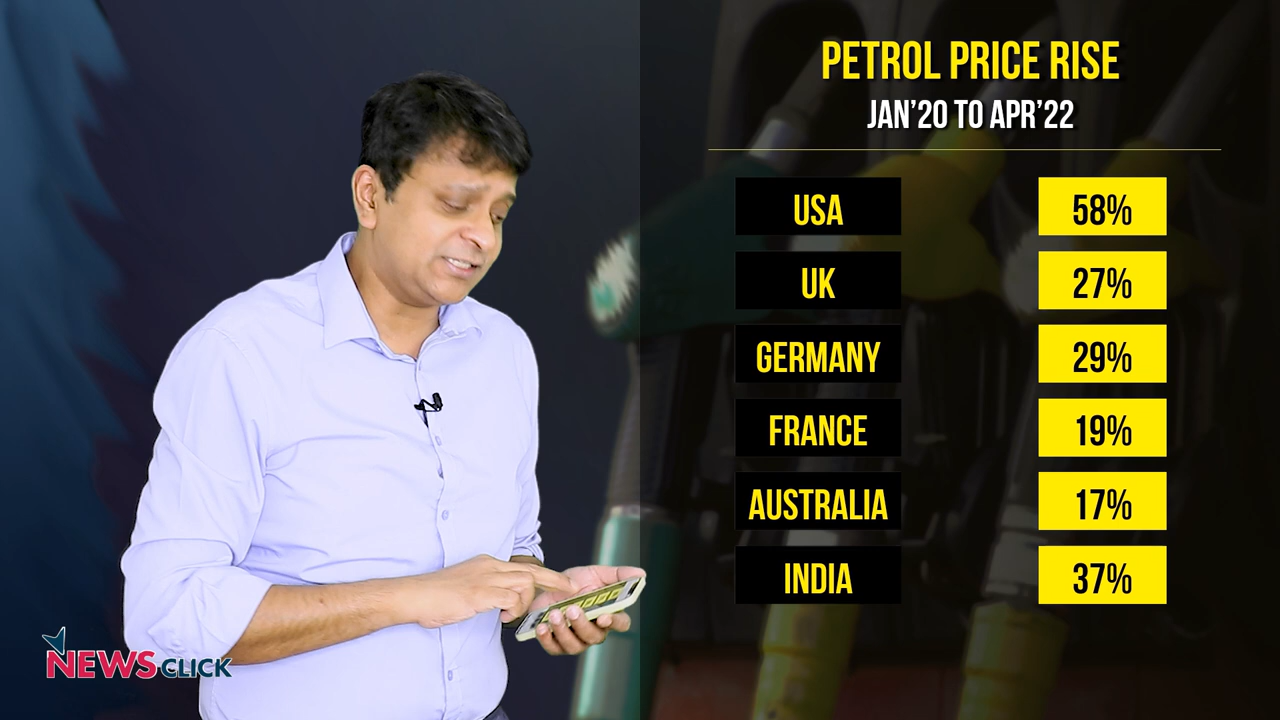 PETROL PRICE RISE
JAN'20 TO APR'22
USA 58%
UK 27%
GERMANY 29%
FRANCE 19%
AUSTRALIA 17%
INDIA 37%
NEWSCLICK